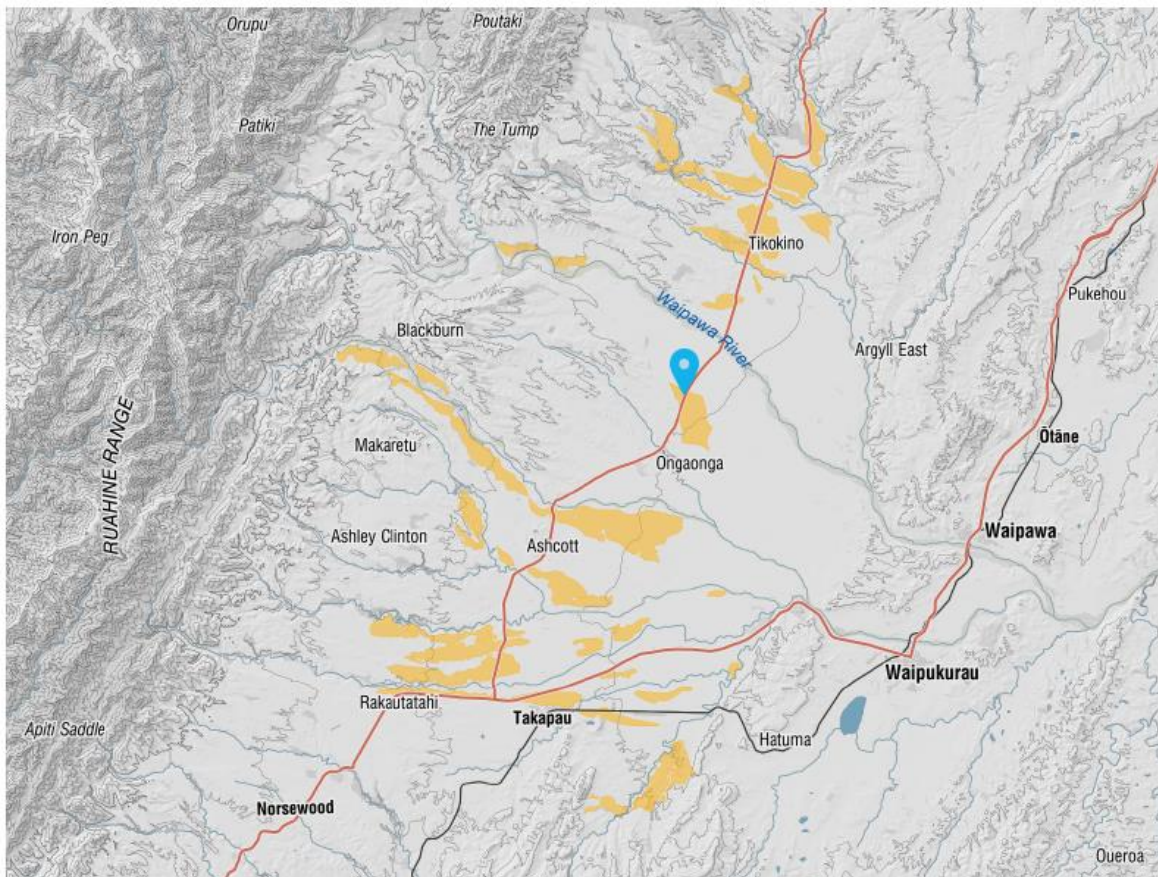 Orupu
Poutaki
Patiki
The Tump
Iron Peg
Tikokino
Pukehou
Waipawa River
Blackburn
Argyll East
RUAHINE RANGE
Makaretu
Ōtāne
Ongaonga
Waipawa
Ashley Clinton
Ashcott
Waipukurau
Rakautatahi
Takapau
Apiti Saddle
Hatuma
Norsewood
Oueroa